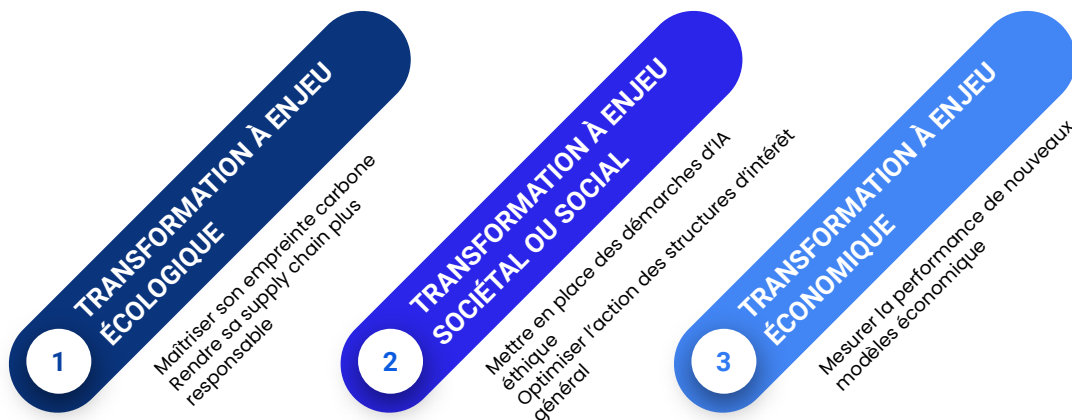 TRANSFORMATION À ENJEU
ÉCOLOGIQUE
1
Maîtriser son empreinte carbone
Rendre sa supply chain plus
responsable
TRANSFORMATION À ENJEU
SOCIÉTAL OU SOCIAL
2
Mettre en place des démarches d'IA
éthique
Optimiser l'action des structures d'intérêt
général
TRANSFORMATION À ENJEU
ÉCONOMIQUE
3
Mesurer la performance de nouveaux
modèles économique